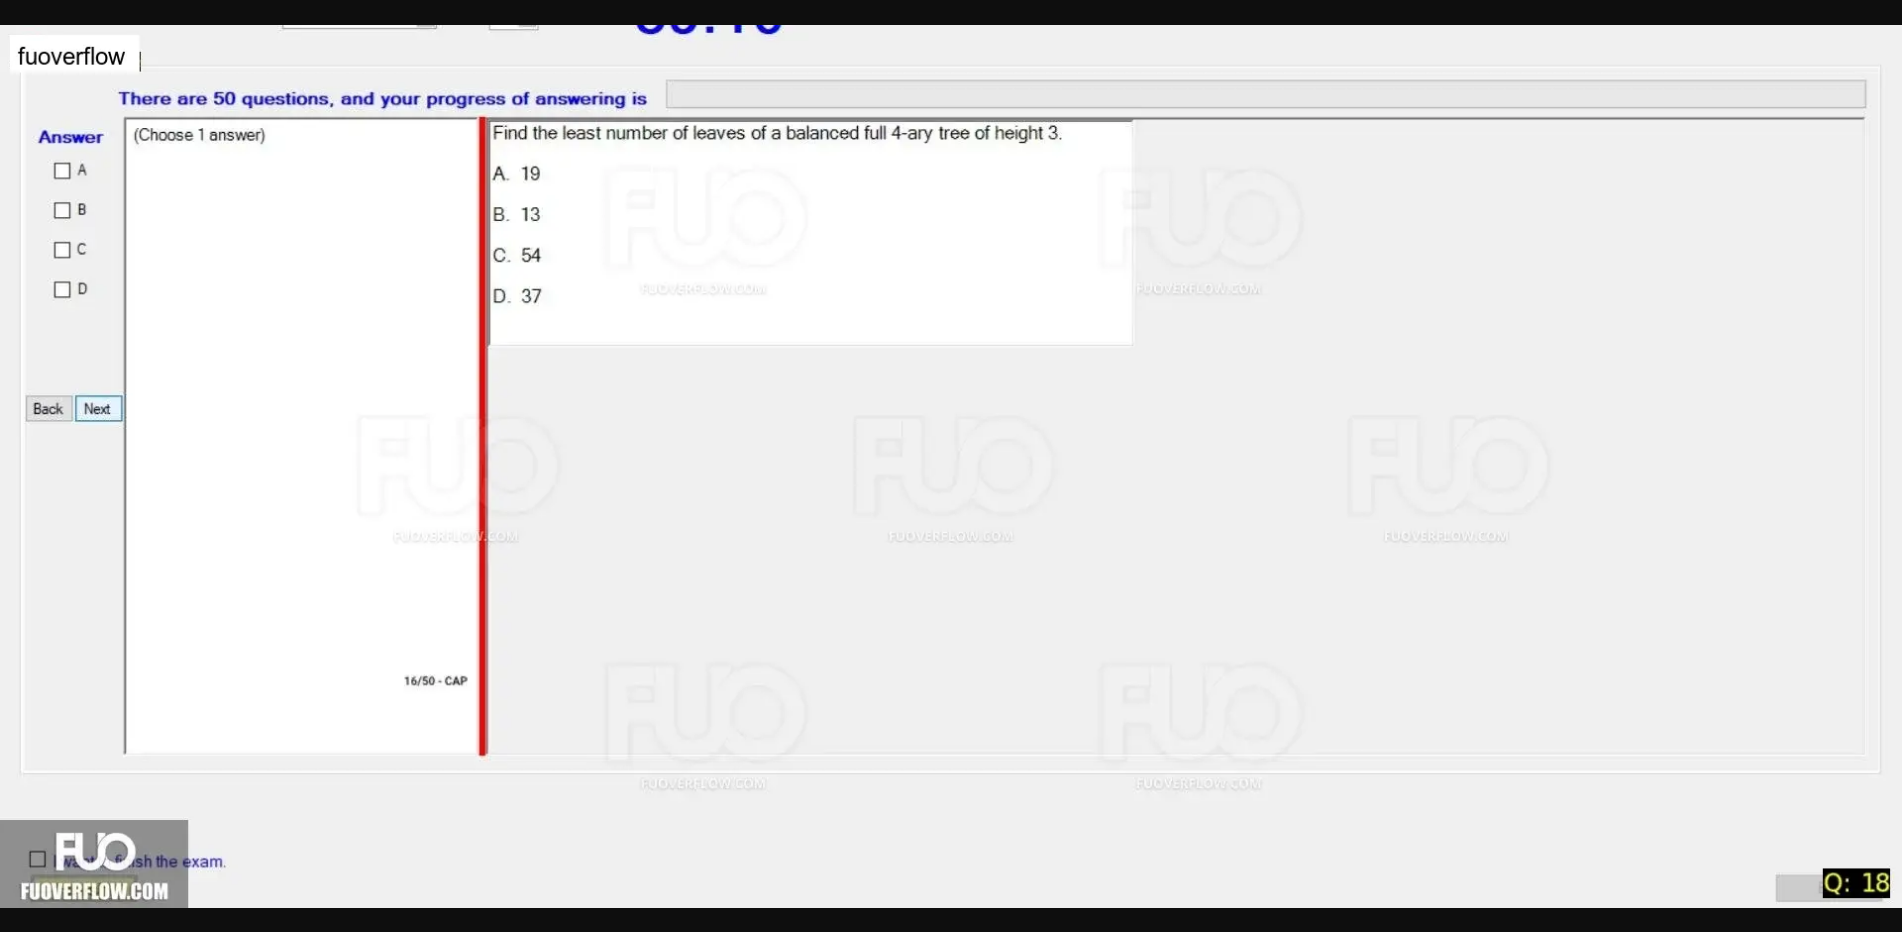 fuoverflow
There are 50 questions, and your progress of answering is
Answer
(Choose 1 answer)
Find the least number of leaves of a balanced full 4-ary tree of height 3.
A
B
C
D
A. 19
B. 13
C. 54
D. 37
Back Next
16/50 - CAP
FUO
FUOVERFLOW.COM
FUO
FUOVERFLOW.COM
FUO
FUOVERFLOW.COM
FUO
FUOVERFLOW.COM
FUO
FUOVERFLOW.COM
FUO
FUOVERFLOW.COM
FUO
FUOVERFLOW.COM
FUO
the exam.
FUOVERFLOW.COM
Q: 18